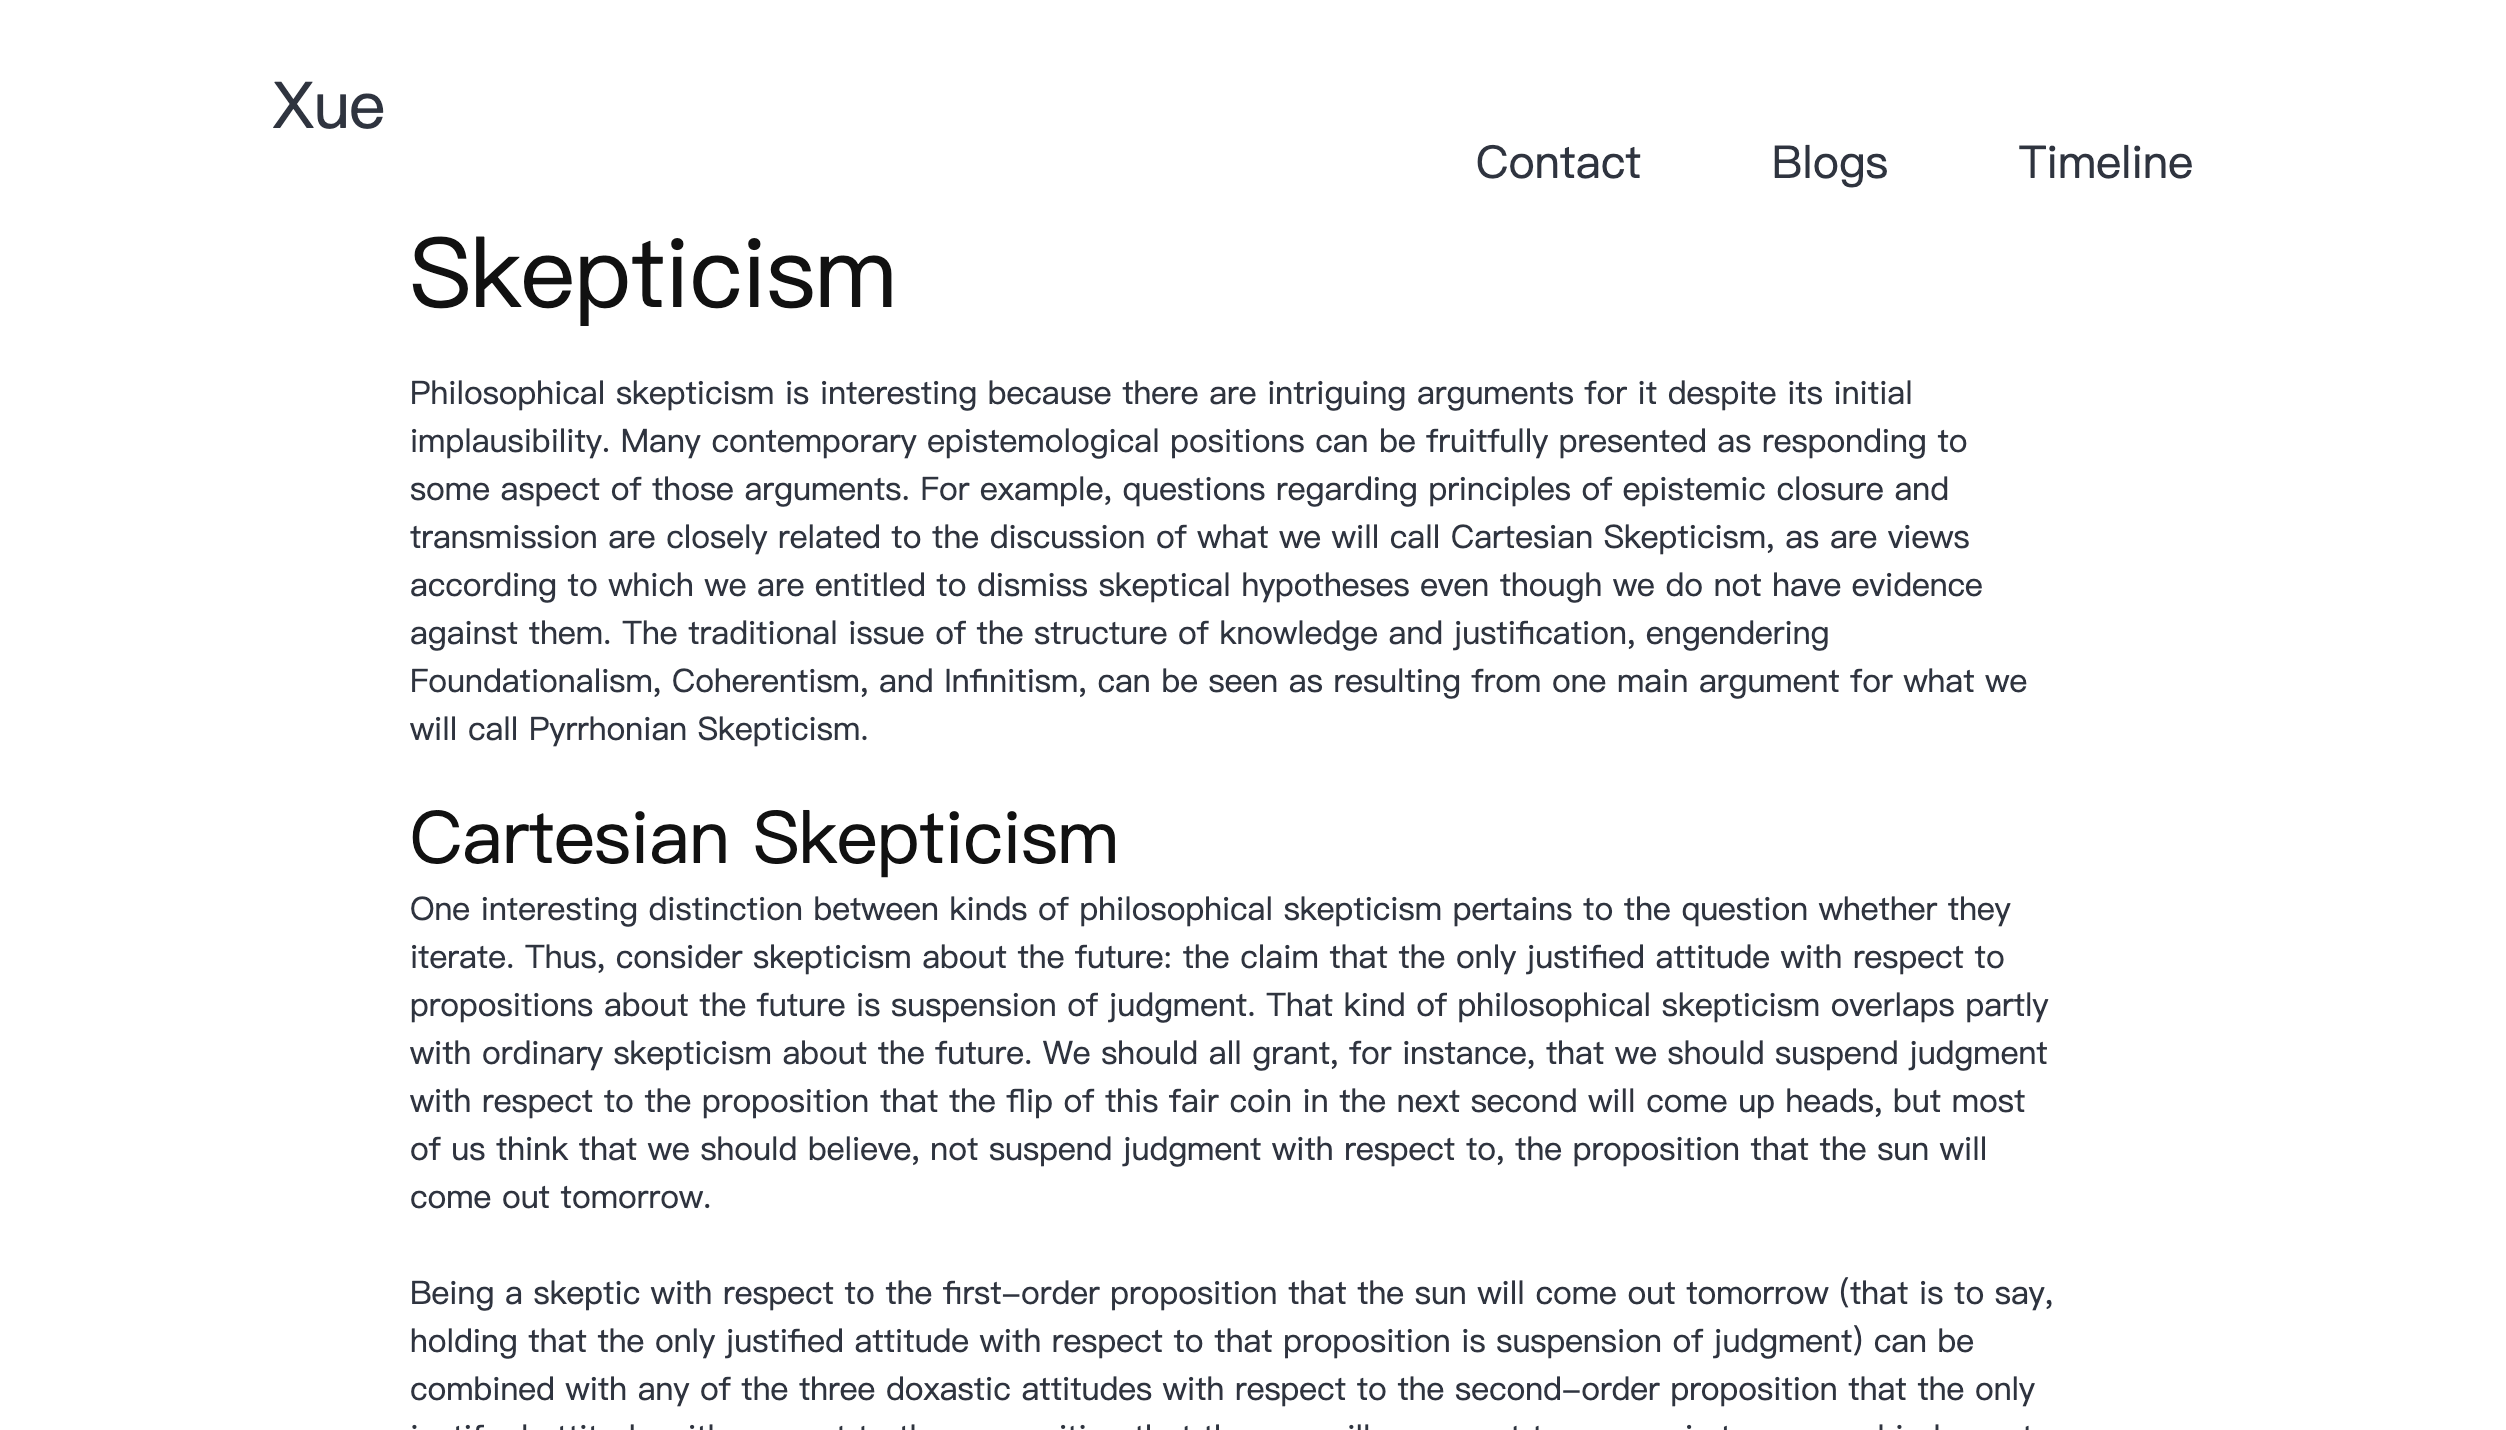 Xue
Contact Blogs Timeline
Skepticism
Philosophical skepticism is interesting because there are intriguing arguments for it despite its initial
implausibility. Many contemporary epistemological positions can be fruitfully presented as responding to
some aspect of those arguments. For example, questions regarding principles of epistemic closure and
transmission are closely related to the discussion of what we will call Cartesian Skepticism, as are views
according to which we are entitled to dismiss skeptical hypotheses even though we do not have evidence
against them. The traditional issue of the structure of knowledge and justification, engendering
Foundationalism, Coherentism, and Infinitism, can be seen as resulting from one main argument for what we
will call Pyrrhonian Skepticism.
Cartesian Skepticism
One interesting distinction between kinds of philosophical skepticism pertains to the question whether they
iterate. Thus, consider skepticism about the future: the claim that the only justified attitude with respect to
propositions about the future is suspension of judgment. That kind of philosophical skepticism overlaps partly
with ordinary skepticism about the future. We should all grant, for instance, that we should suspend judgment
with respect to the proposition that the flip of this fair coin in the next second will come up heads, but most
of us think that we should believe, not suspend judgment with respect to, the proposition that the sun will
come out tomorrow.
Being a skeptic with respect to the first-order proposition that the sun will come out tomorrow (that is to say,
holding that the only justified attitude with respect to that proposition is suspension of judgment) can be
combined with any of the three doxastic attitudes with respect to the second-order proposition that the only